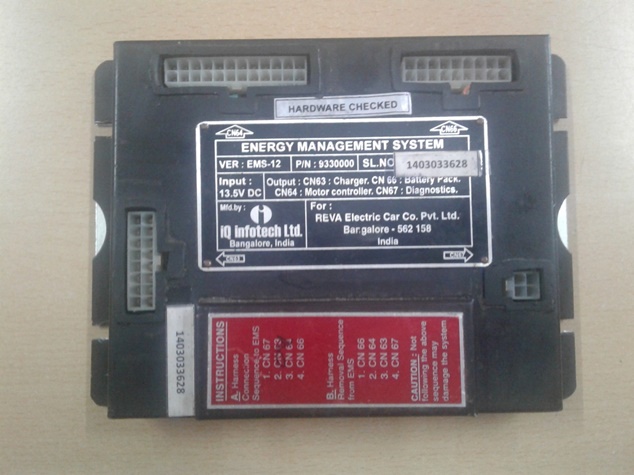 HARDWARE CHECKED
CN64
CN66
ENERGY MANAGEMENT SYSTEM
VER : EMS-12 P/N : 9330000 SL.NO 1403033628
Input : 13.5V DC
Output : CN63 : Charger. CN 66 : Battery Pack.
CN64 : Motor controller. CN67 : Diagnostics.
Mfd.by :
iQ infotech Ltd.
Bangalore, India
For :
REVA Electric Car Co. Pvt. Ltd.
Bangalore - 562 158
India
CN63
CN67
1403033628
INSTRUCTIONS
A. Harness
Connection
Sequence to EMS
1. CN 67
2. CN 63
3. CN 64
4. CN 66
B. Harness
Removal Sequence
from EMS
1. CN 66
2. CN 64
3. CN 63
4. CN 67
CAUTION : Not
following the above
sequence may
damage the system